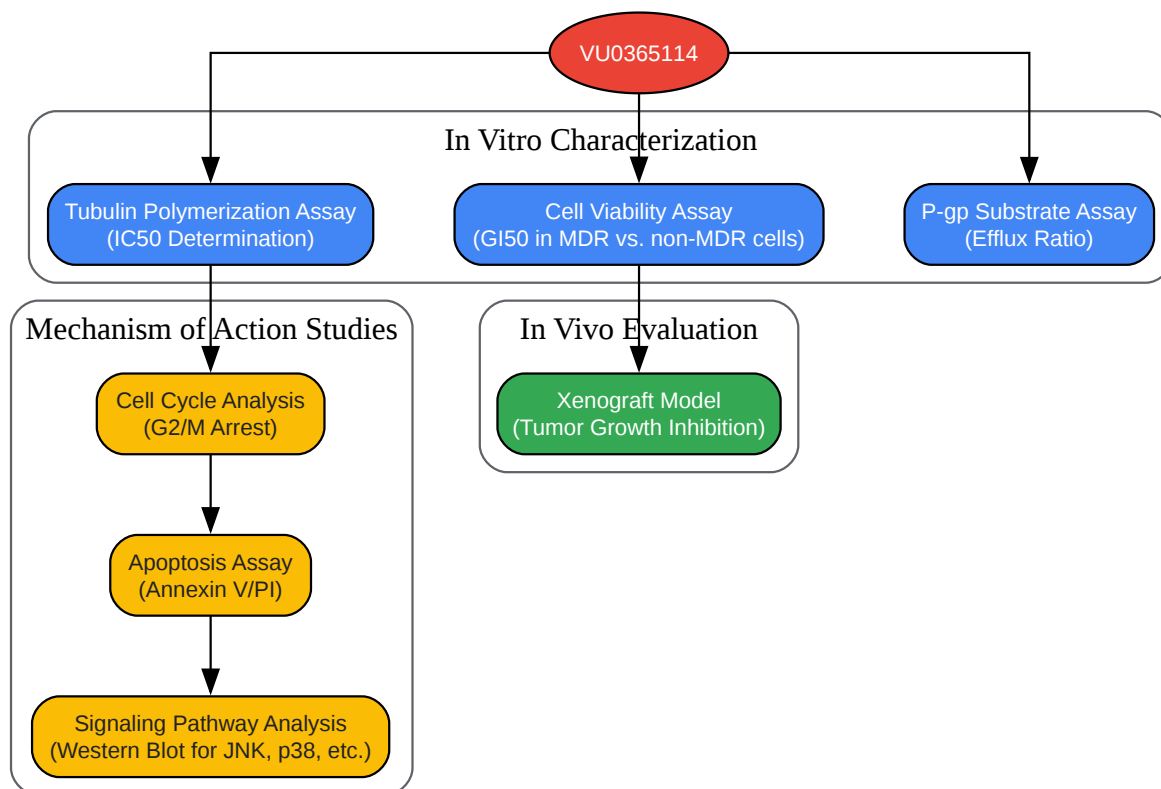 VU0365114
In Vitro Characterization
Tubulin Polymerization Assay
(IC50 Determination)
Cell Viability Assay
(GI50 in MDR vs. non-MDR cells)
P-gp Substrate Assay
(Efflux Ratio)
Mechanism of Action Studies
In Vivo Evaluation
Cell Cycle Analysis
(G2/M Arrest)
Xenograft Model
(Tumor Growth Inhibition)
Apoptosis Assay
(Annexin V/PI)
Signaling Pathway Analysis
(Western Blot for JNK, p38, etc.)